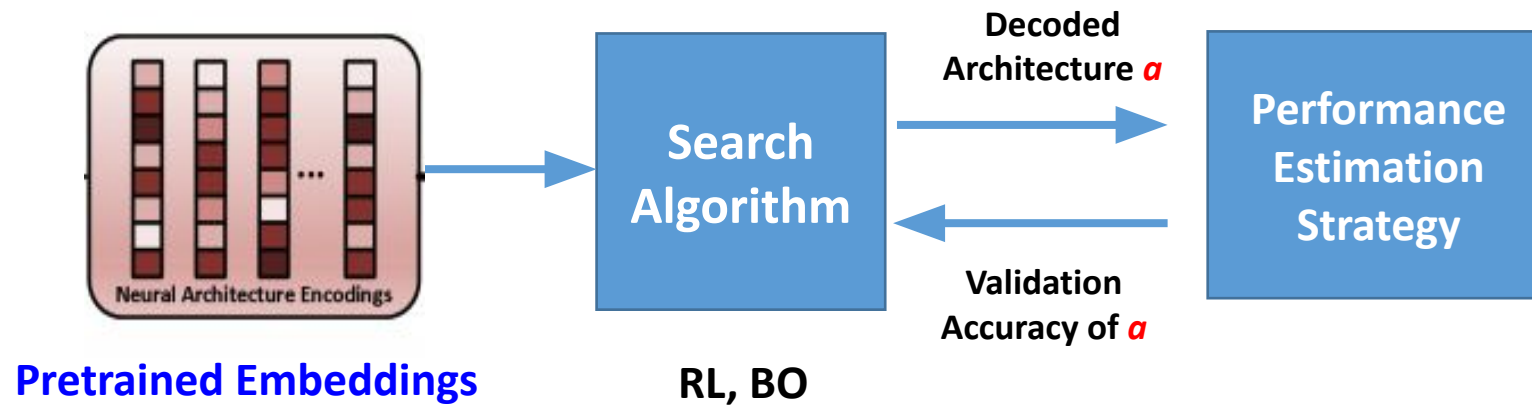 Neural Architecture Encodings
Pretrained Embeddings
Search
Algorithm
RL, BO
Decoded
Architecture a
Validation
Accuracy of a
Performance
Estimation
Strategy